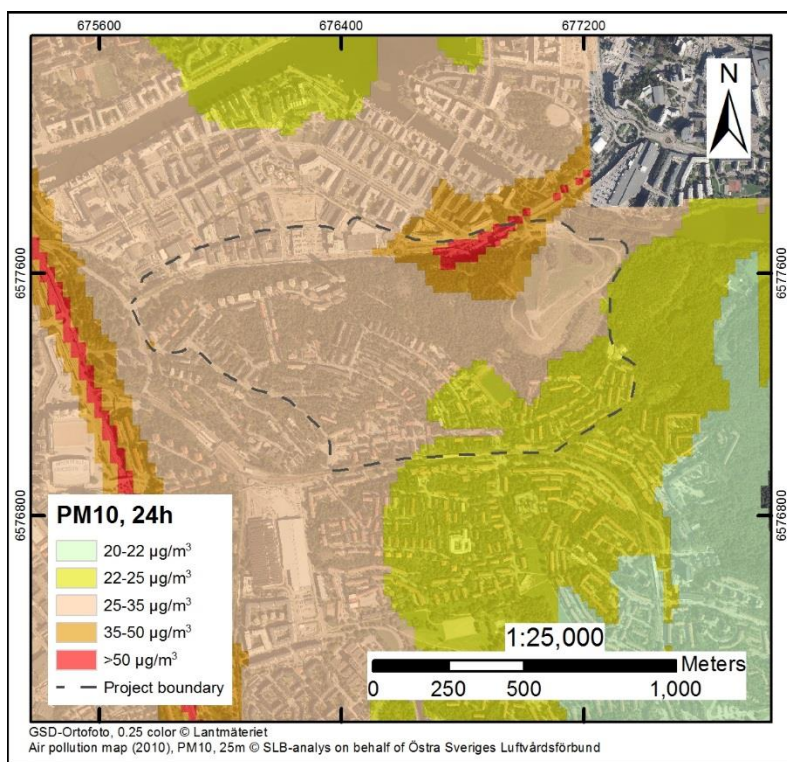 675600 676400 677200
N
6577600 6577600
6576800 6576800
PM10, 24h
20-22 µg/m³
22-25 µg/m³
25-35 µg/m³
35-50 µg/m³
>50 µg/m³
Project boundary
1:25,000
Meters
0 250 500 1,000
GSD-Ortofoto, 0.25 color © Lantmäteriet
Air pollution map (2010), PM10, 25m © SLB-analys on behalf of Östra Sveriges Luftvårdsförbund